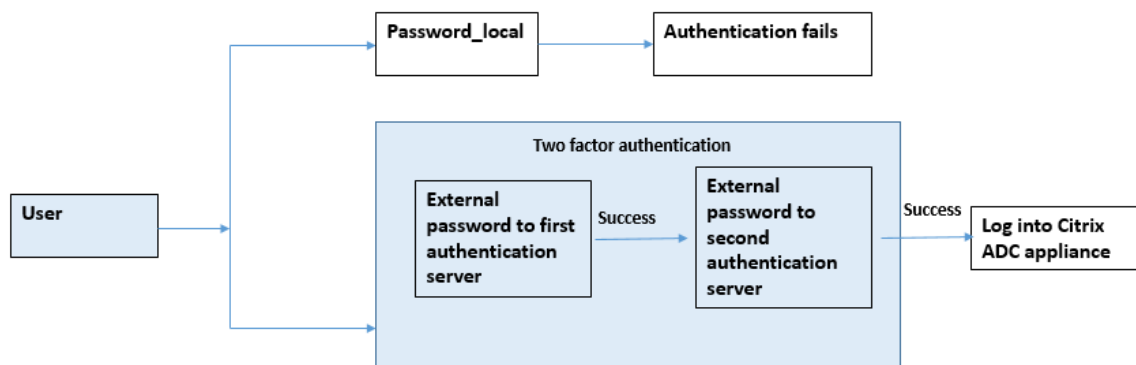 Password_local
Authentication fails
Two factor authentication
User
External
password to first
authentication
server
Success
External
password to
second
authentication
server
Success
Log into Citrix
ADC appliance